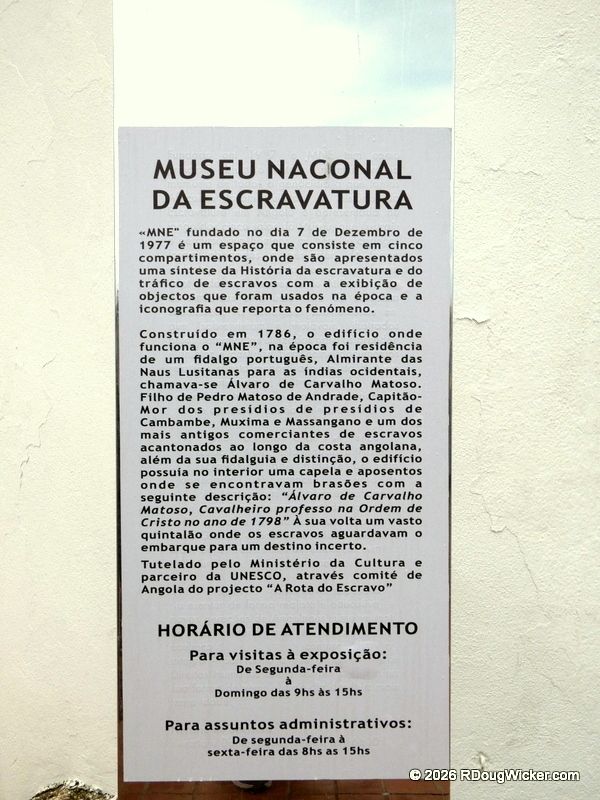 MUSEU NACONAL
DA ESCRAVATURA
«MNE" fundado no dia 7 de Dezembro de
1977 é um espaço que consiste em cinco
compartimentos, onde são apresentados
uma síntese da História da escravatura e do
tráfico de escravos com a exibição de
objectos que foram usados na época e a
iconografia que reporta o fenómeno.
Construído em 1786, o edifício onde
funciona o "MNE", na época foi residência
de um fidalgo português, Almirante das
Naus Lusitanas para as índias ocidentais,
chamava-se Álvaro de Carvalho Matoso.
Filho de Pedro Matoso de Andrade, Capitão-
Mor dos presídios de presídios de
Cambambe, Muxima e Massangano e um dos
mais antigos comerciantes de escravos
acantonados ao longo da costa angolana,
além da sua fidalguia e distinção, o edifício
possuia no interior uma capela e aposentos
onde se encontravam brasões com a
seguinte descrição: "Álvaro de Carvalho
Matoso, Cavalheiro professo na Ordem de
Cristo no ano de 1798" À sua volta um vasto
quintalão onde os escravos aguardavam o
embarque para um destino incerto.
Tutelado pelo Ministério da Cultura e
parceiro da UNESCO, através comité de
Angola do projecto "A Rota do Escravo"
HORÁRIO DE ATENDIMENTO
Para visitas à exposição:
De Segunda-feira
à
Domingo das 9hs às 15hs
Para assuntos administrativos:
De segunda-feira à
sexta-feira das 8hs as 15hs
© 2026 RDougWicker.com